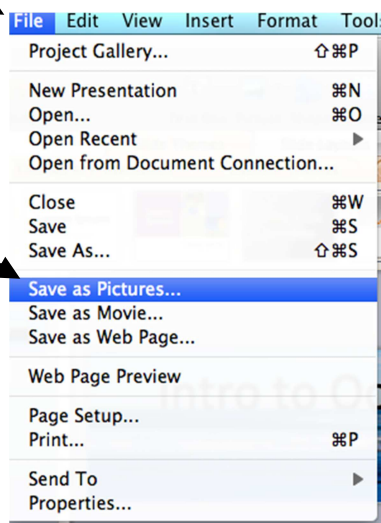 File Edit View Insert Format Tools
Project Gallery... ⇧⌘P
New Presentation ⌘N
Open... ⌘O
Open Recent ▶
Open from Document Connection...
Close ⌘W
Save ⌘S
Save As... ⇧⌘S
Save as Pictures...
Save as Movie...
Save as Web Page...
Web Page Preview
Intro to
Page Setup...
Print... ⌘P
Send To ▶
Properties...